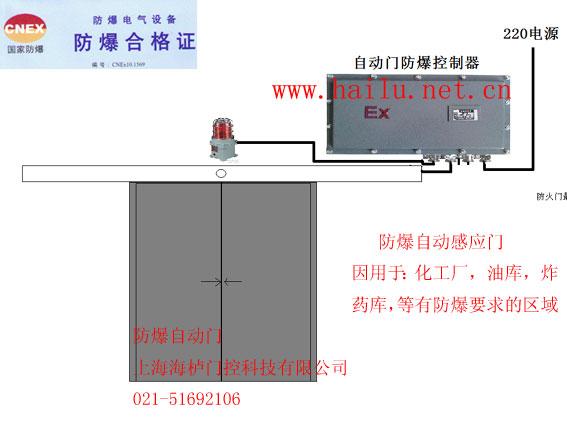 CNEX
国家防爆
防爆电气设备
防爆合格证
编号：CNEx10.1569
220电源
自动门防爆控制器
www.hailu.net.cn
Ex
防火门最
防爆自动感应门
因用于：化工厂，油库，炸
药库，等有防爆要求的区域
防爆自动门
上海海栌门控科技有限公司
021-51692106